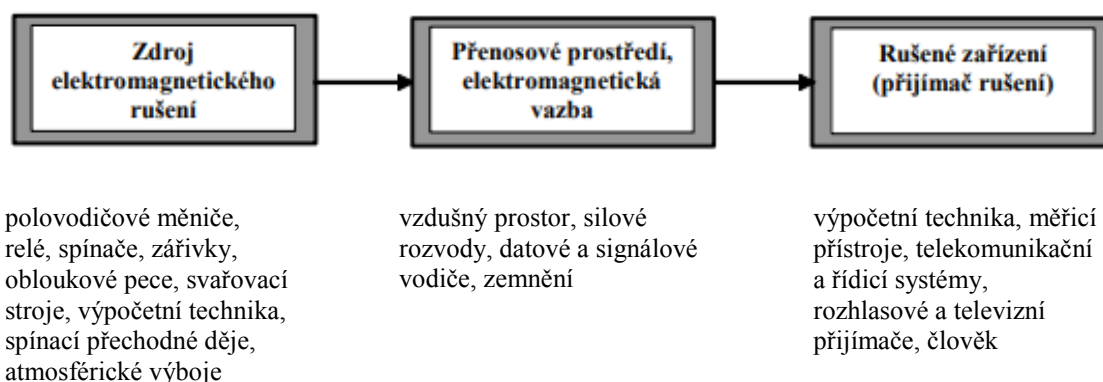 Zdroj
elektromagnetického
rušení
Přenosové prostředí,
elektromagnetická
vazba
Rušené zařízení
(přijímač rušení)
polovodičové měniče,
relé, spínače, zářivky,
obloukové pece, svařovací
stroje, výpočetní technika,
spínací přechodné děje,
atmosférické výboje
vzdušný prostor, silové
rozvody, datové a signálové
vodiče, zemnění
výpočetní technika, měřicí
přístroje, telekomunikační
a řídicí systémy,
rozhlasové a televizní
přijímače, člověk